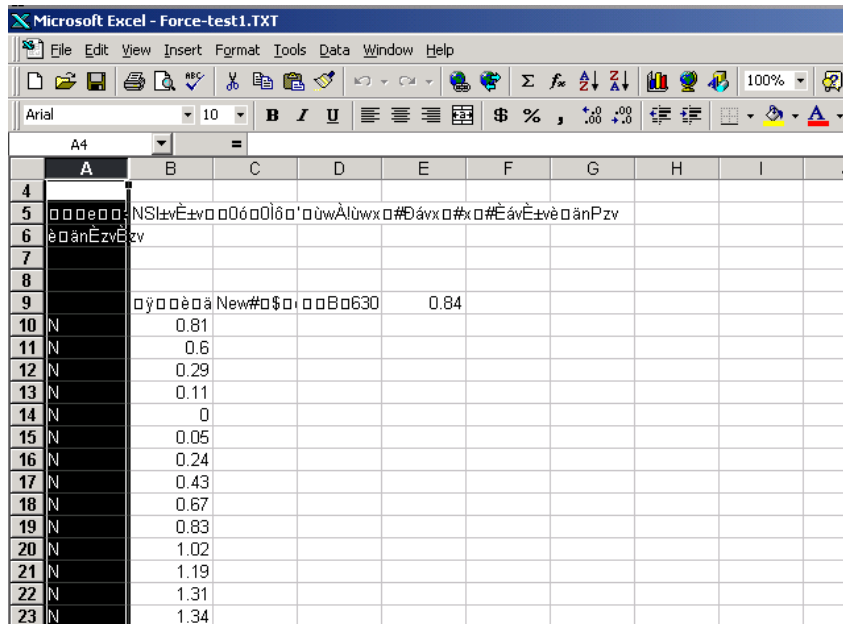 Microsoft Excel - Force-test1.TXT
File Edit View Insert Format Tools Data Window Help
100%
Arial 10 B I U $ % ,
A4 =
A B C D E F G H I
4
5
6
7
8
9 0.84
10 N 0.81
11 N 0.6
12 N 0.29
13 N 0.11
14 N 0
15 N 0.05
16 N 0.24
17 N 0.43
18 N 0.67
19 N 0.83
20 N 1.02
21 N 1.19
22 N 1.31
23 N 1.34